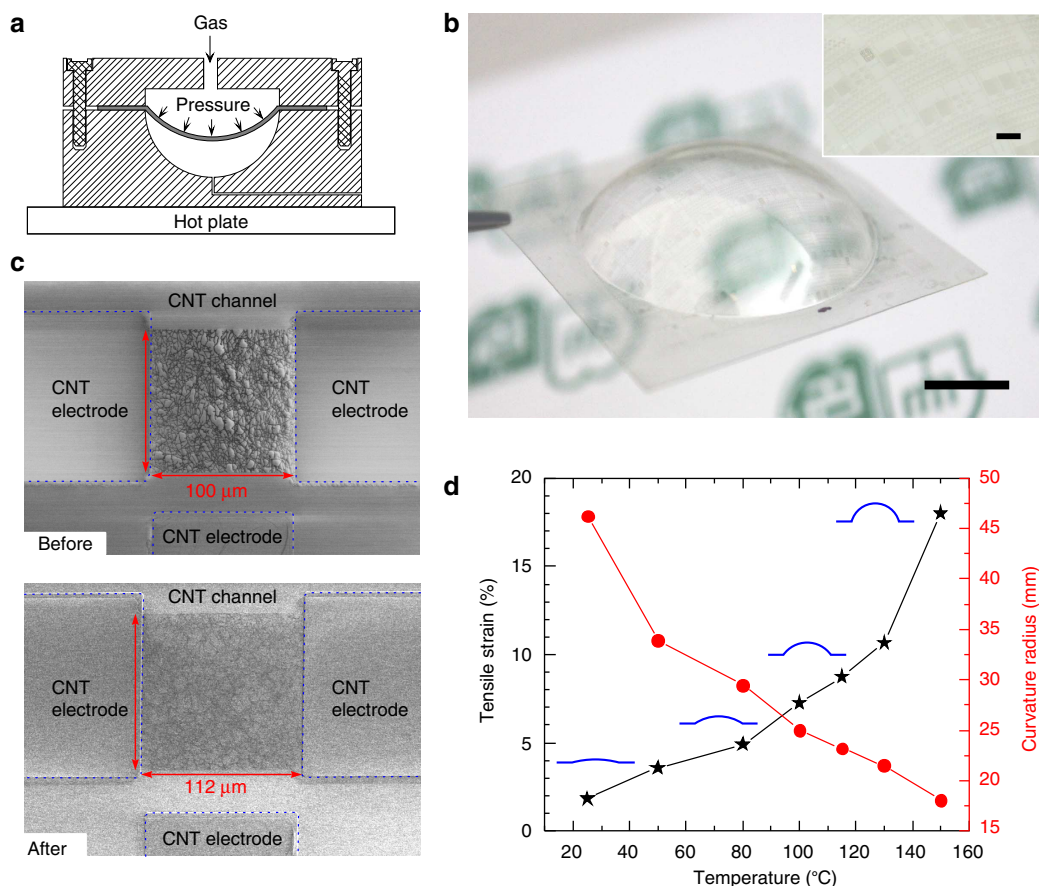 a
Gas
Pressure
Hot plate
b
c
CNT channel
CNT
electrode
CNT
electrode
100 μm
CNT electrode
Before
CNT channel
CNT
electrode
CNT
electrode
112 μm
CNT electrode
After
d
20
15
10
5
0
Tensile strain (%)
50
45
40
35
30
25
20
15
Curvature radius (mm)
20 40 60 80 100 120 140 160
Temperature (°C)